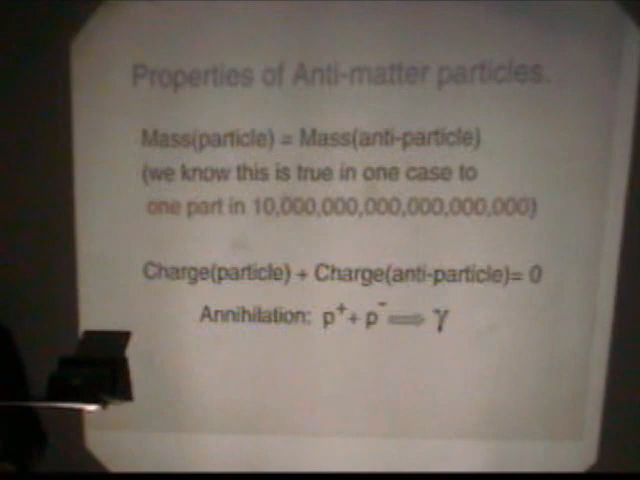 Properties of Anti-matter particles.
Mass(particle) = Mass(anti-particle)
(we know this is true in one case to
one part in 10,000,000,000,000,000,000)
Charge(particle) + Charge(anti-particle)= 0
Annihilation: p⁺+ p⁻ ⟹ γ